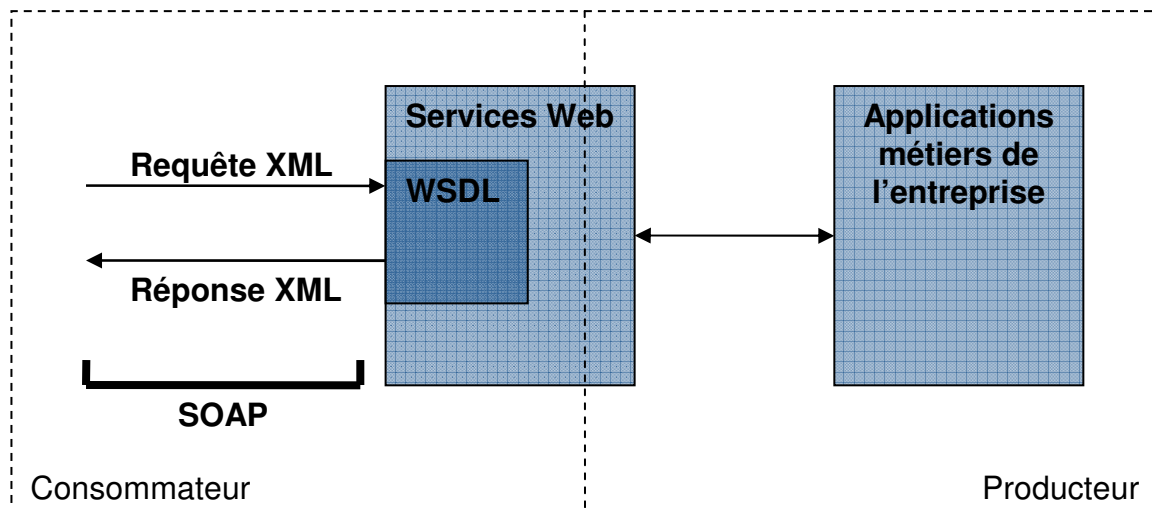 Services Web
Applications
métiers de
l’entreprise
Requête XML
WSDL
Réponse XML
SOAP
Consommateur
Producteur